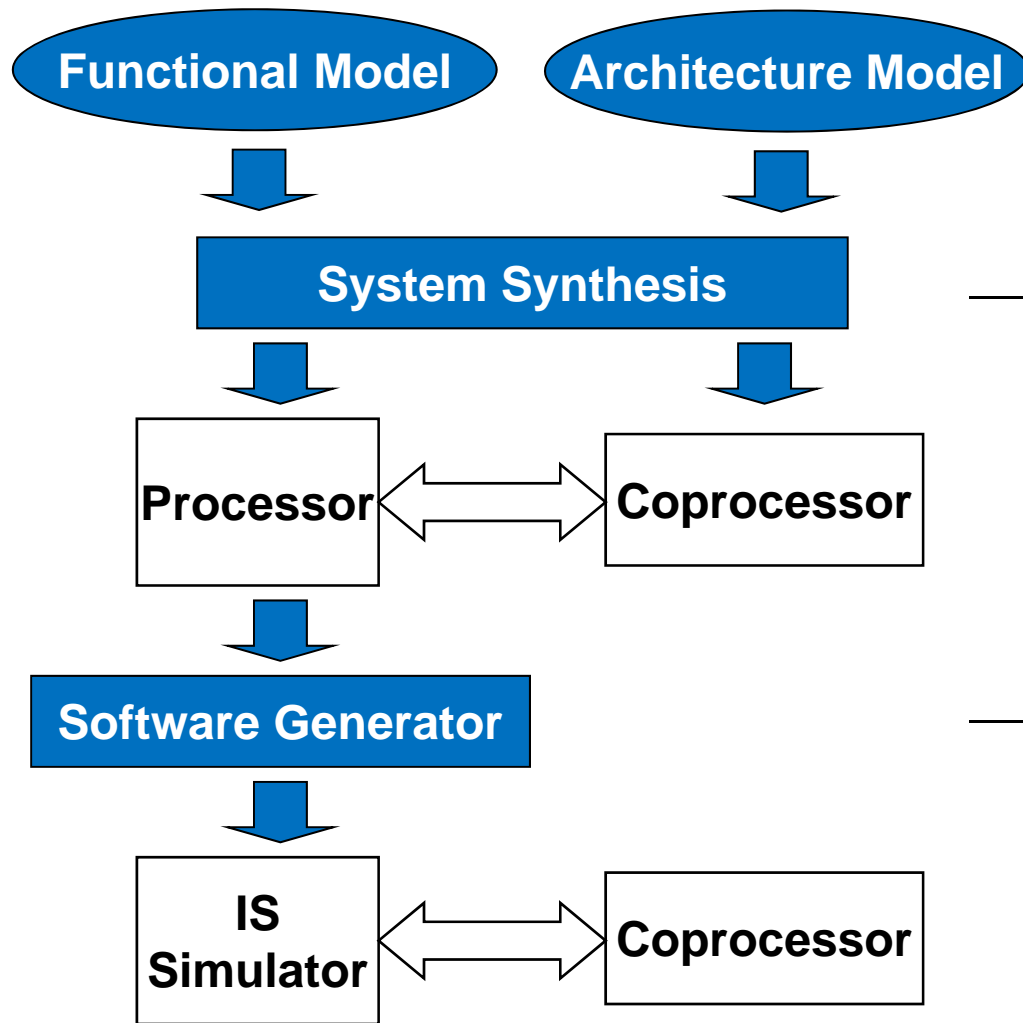 Functional Model
Architecture Model
System Synthesis
Processor
Coprocessor
Software Generator
IS
Simulator
Coprocessor